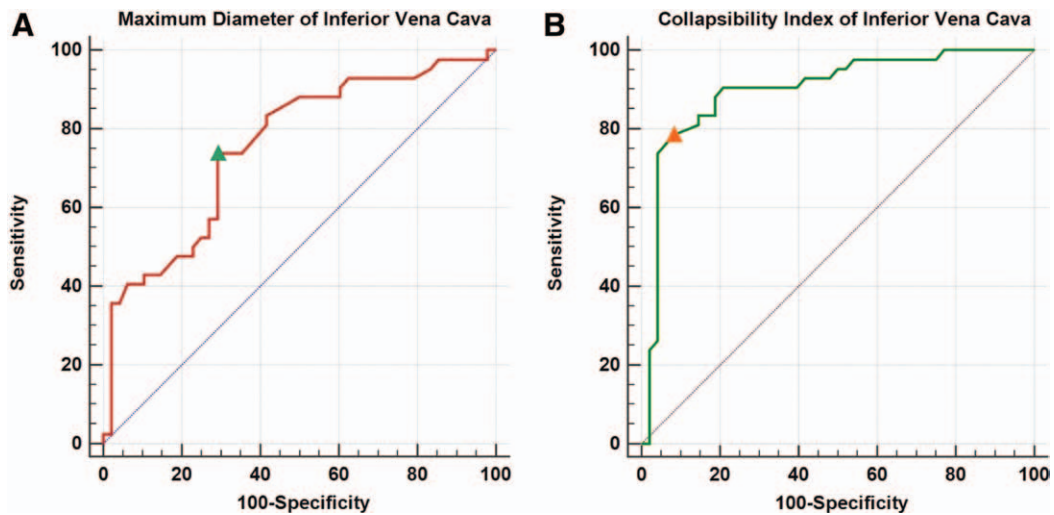 A
Maximum Diameter of Inferior Vena Cava
100
80
60
40
20
0
Sensitivity
0 20 40 60 80 100
100-Specificity
B
Collapsibility Index of Inferior Vena Cava
100
80
60
40
20
0
Sensitivity
0 20 40 60 80 100
100-Specificity